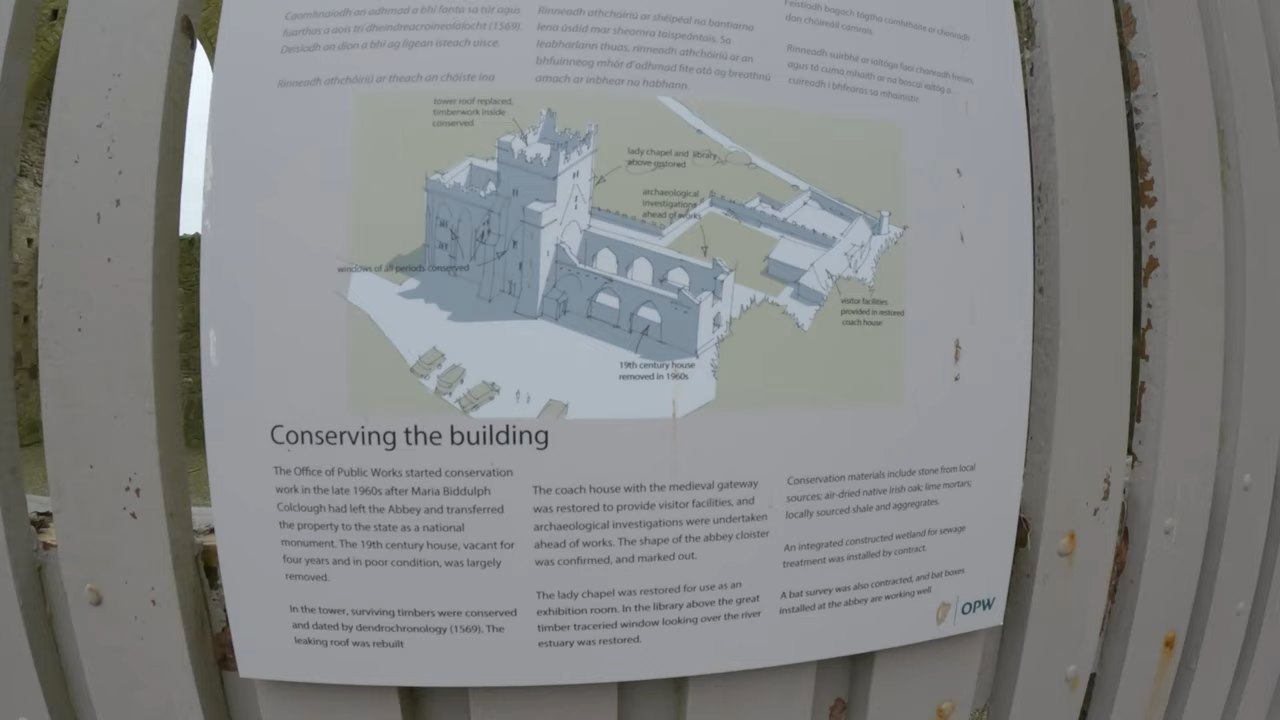 Caomhnaíodh an adhmad a bhí fanta sa túr agus
fuarthas a aois trí dheindreacroineolaíocht (1569).
Deisíodh an díon a bhí ag ligean isteach uisce.
Rinneadh athchóiriú ar theach an chóiste ina
Rinneadh athchóiriú ar shéipéal na bantiarna
lena úsáid mar sheomra taispeántais. Sa
leabharlann thuas, rinneadh athchóiriú ar an
bhfuinneog mhór d'adhmad fite atá ag breathnú
amach ar inbhear na habhann.
don chóireáil camrais.
Rinneadh suirbhé ar ialtóga faoi chonradh freisin
agus tá cuma mhaith ar na boscaí ialtóg a
cuireadh i bhfearas sa mhainistir.
tower roof replaced,
timberwork inside
conserved
lady chapel and library
above restored
archaeological
investigations
ahead of works
windows of all periods conserved
visitor facilities
provided in restored
coach house
19th century house
removed in 1960s
Conserving the building
The Office of Public Works started conservation
work in the late 1960s after Maria Biddulph
Colclough had left the Abbey and transferred
the property to the state as a national
monument. The 19th century house, vacant for
four years and in poor condition, was largely
removed.
In the tower, surviving timbers were conserved
and dated by dendrochronology (1569). The
leaking roof was rebuilt
The coach house with the medieval gateway
was restored to provide visitor facilities, and
archaeological investigations were undertaken
ahead of works. The shape of the abbey cloister
was confirmed, and marked out.
The lady chapel was restored for use as an
exhibition room. In the library above the great
timber traceried window looking over the river
estuary was restored.
Conservation materials include stone from local
sources; air-dried native Irish oak; lime mortars;
locally sourced shale and aggregates.
An integrated constructed wetland for sewage
treatment was installed by contract.
A bat survey was also contracted, and bat boxes
installed at the abbey are working well.
OPW